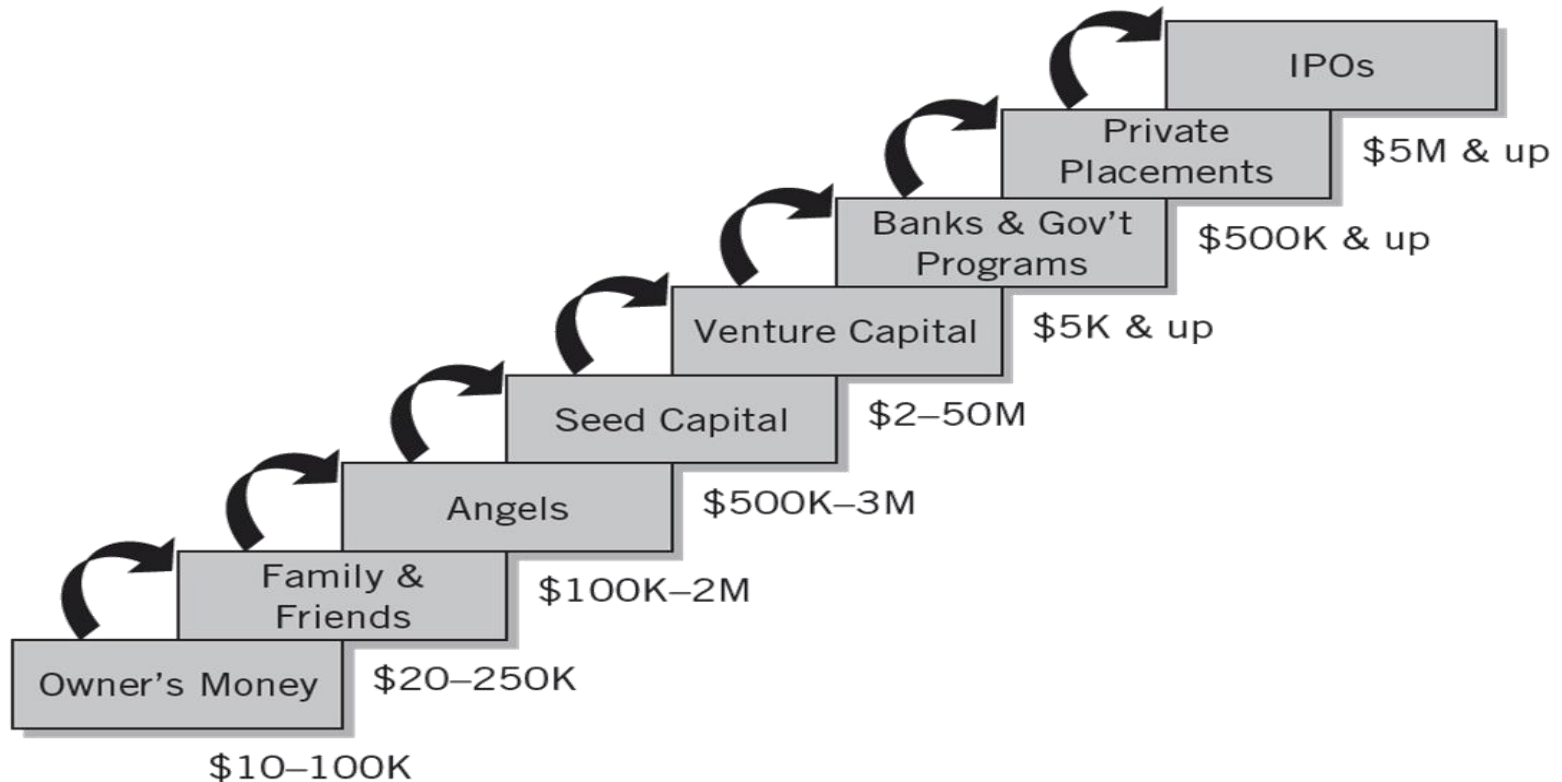 IPOs
Private
Placements
$5M & up
Banks & Gov’t
Programs
$500K & up
Venture Capital
$5K & up
Seed Capital
$2–50M
Angels
$500K–3M
Family &
Friends
$100K–2M
Owner’s Money
$20–250K
$10–100K